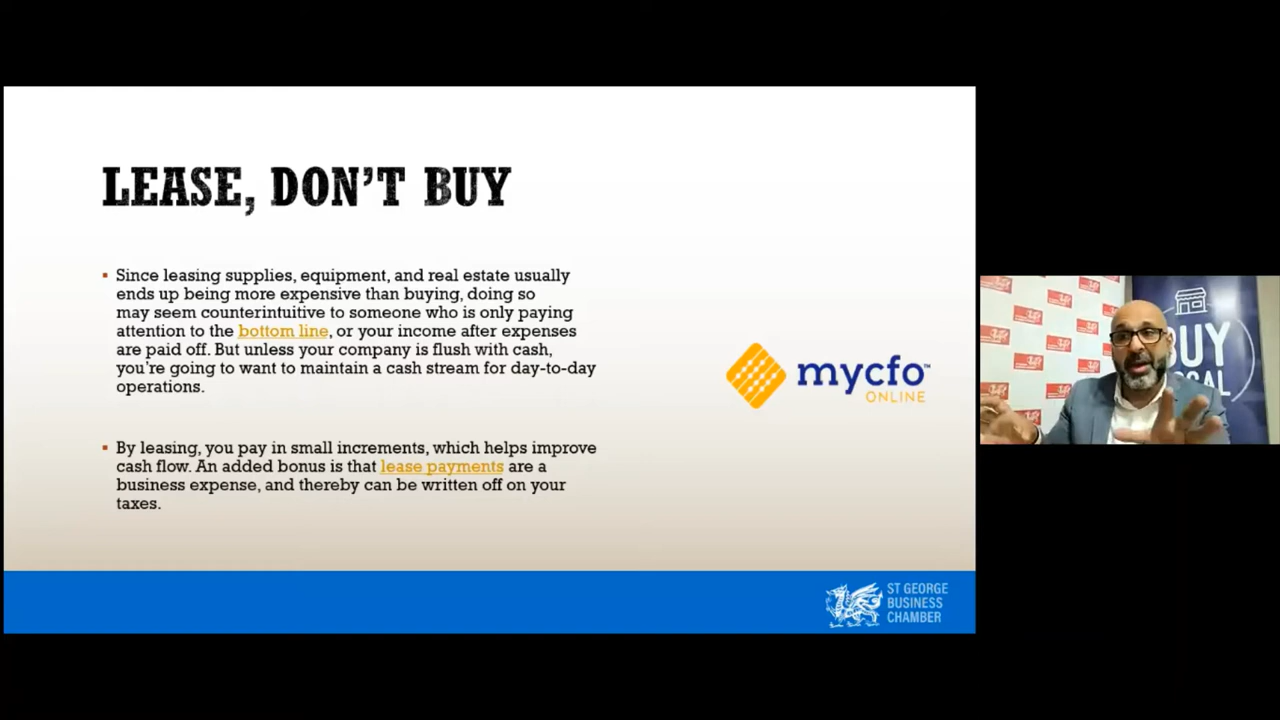 LEASE, DON'T BUY
▪ Since leasing supplies, equipment, and real estate usually
ends up being more expensive than buying, doing so
may seem counterintuitive to someone who is only paying
attention to the bottom line, or your income after expenses
are paid off. But unless your company is flush with cash,
you're going to want to maintain a cash stream for day-to-day
operations.
▪ By leasing, you pay in small increments, which helps improve
cash flow. An added bonus is that lease payments are a
business expense, and thereby can be written off on your
taxes.
mycfo™
ONLINE
ST GEORGE
BUSINESS
CHAMBER
BUY